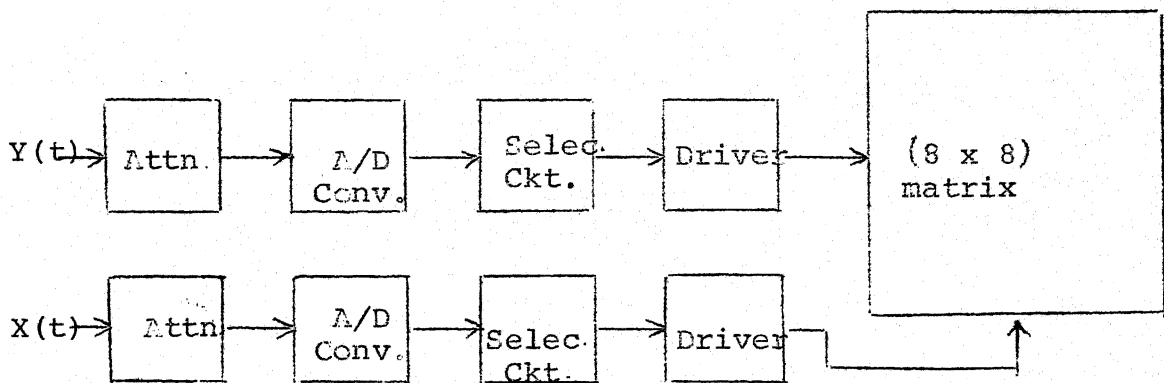 Y(t)
Attn.
A/D
Conv.
Selec.
Ckt.
Driver
(8 x 8)
matrix
X(t)
Attn
A/D
Conv.
Selec.
Ckt.
Driver